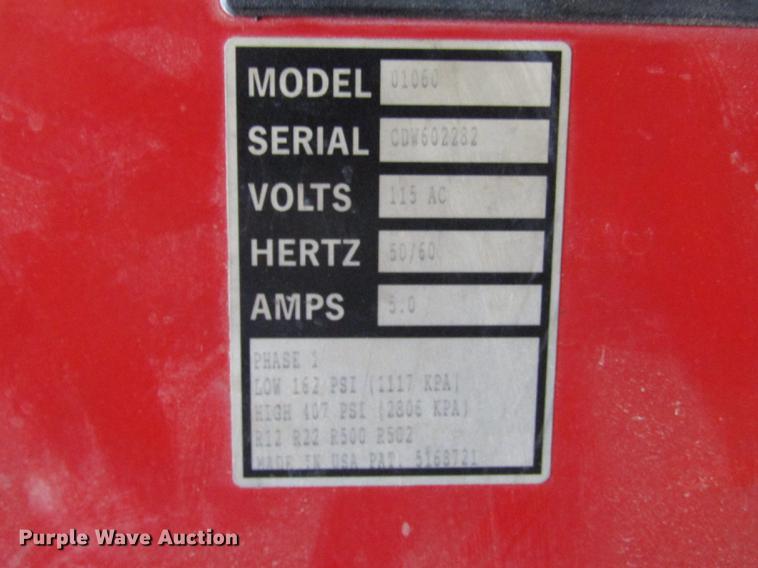 MODEL 01060
SERIAL CDW602282
VOLTS 115 AC
HERTZ 50/60
AMPS 5.0
PHASE 1
LOW 162 PSI (1117 KPA)
HIGH 407 PSI (2806 KPA)
R12 R22 R500 R502
MADE IN USA PAT. 5168721
Purple Wave Auction